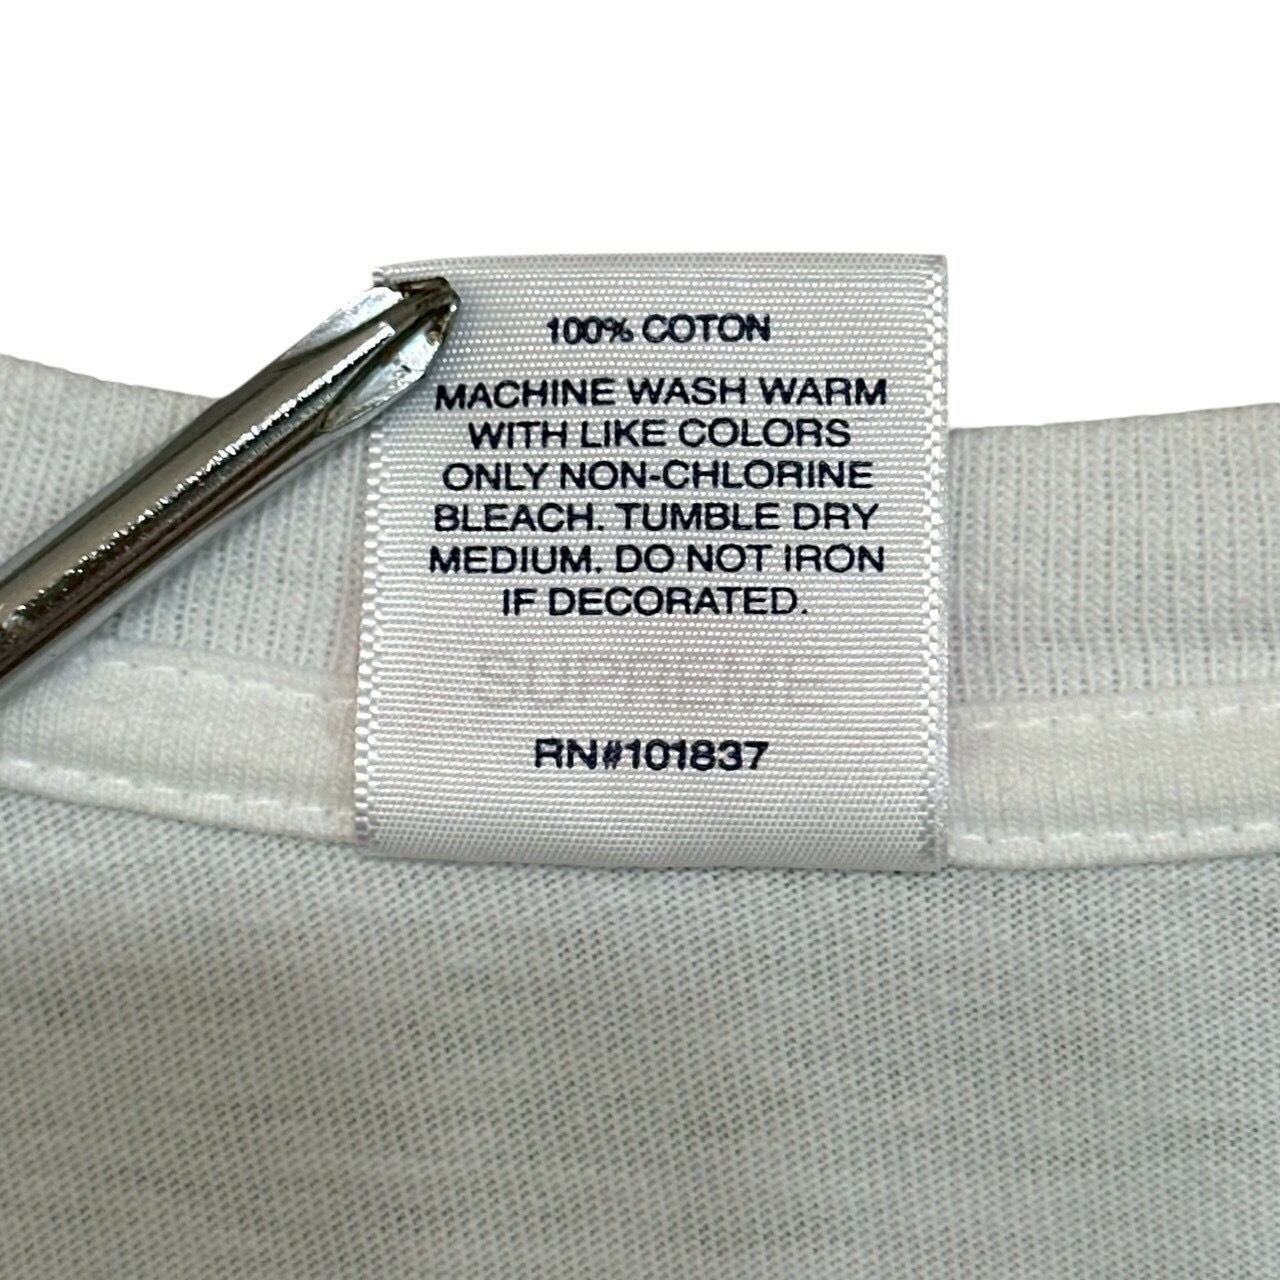 100% COTON
MACHINE WASH WARM
WITH LIKE COLORS
ONLY NON-CHLORINE
BLEACH. TUMBLE DRY
MEDIUM. DO NOT IRON
IF DECORATED.
RN#101837